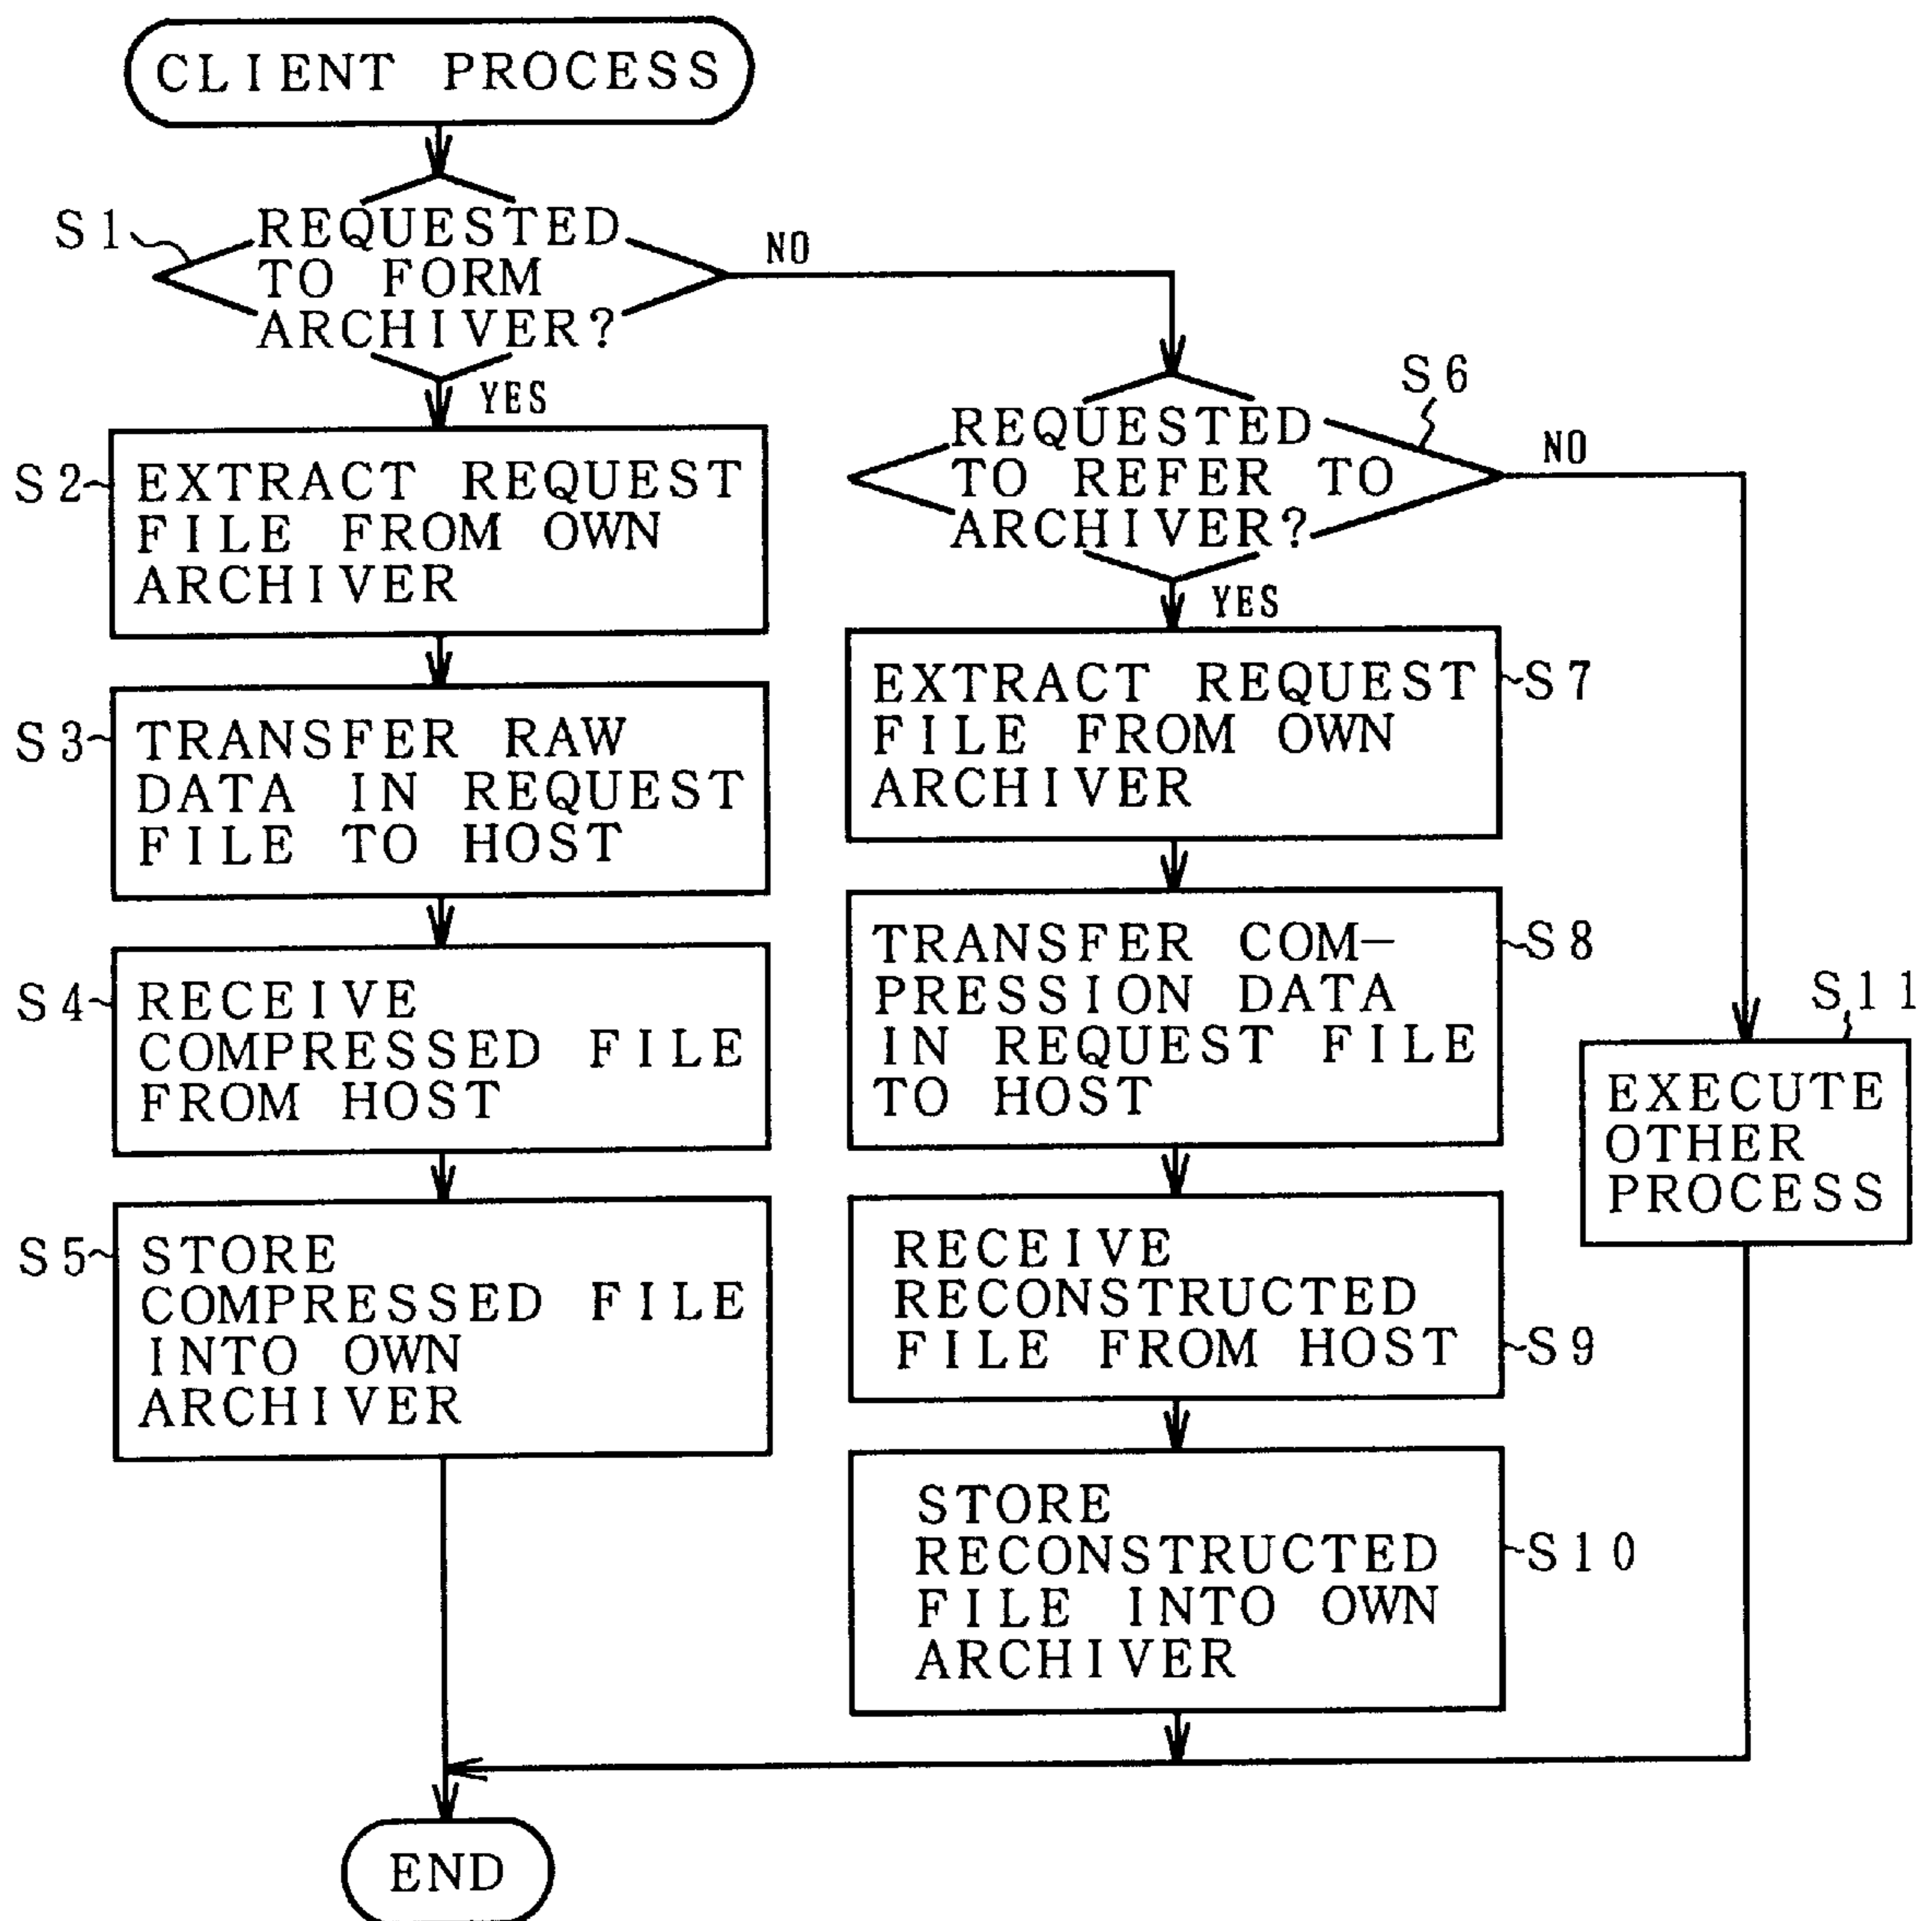 CLIENT PROCESS
S1
REQUESTED
TO FORM
ARCHIVER?
NO
YES
S2
EXTRACT REQUEST
FILE FROM OWN
ARCHIVER
S3
TRANSFER RAW
DATA IN REQUEST
FILE TO HOST
S4
RECEIVE
COMPRESSED FILE
FROM HOST
S5
STORE
COMPRESSED FILE
INTO OWN
ARCHIVER
S6
REQUESTED
TO REFER TO
ARCHIVER?
NO
YES
EXTRACT REQUEST
FILE FROM OWN
ARCHIVER
S7
TRANSFER COM-
PRESSION DATA
IN REQUEST FILE
TO HOST
S8
RECEIVE
RECONSTRUCTED
FILE FROM HOST
S9
STORE
RECONSTRUCTED
FILE INTO OWN
ARCHIVER
S10
S11
EXECUTE
OTHER
PROCESS
END